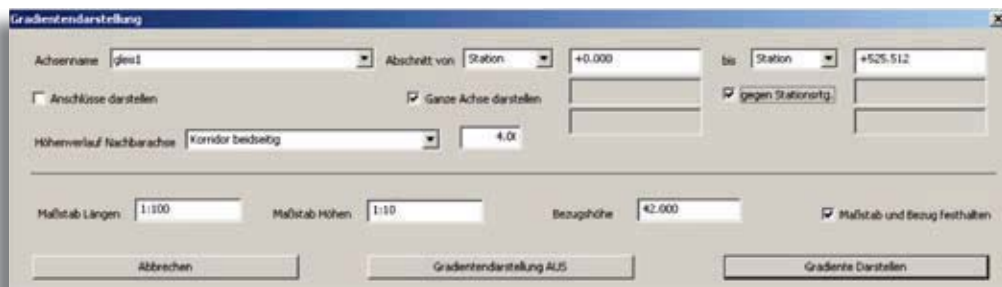 Gradientendarstellung
Achsenname gleis1 Abschnitt von Station +0.000 bis Station +525.512
Anschlüsse darstellen Ganze Achse darstellen gegen Stationsrtg.
Höhenverlauf Nachbarachse Korridor beidseitig 4.0
Maßstab Längen 1:100 Maßstab Höhen 1:10 Bezugshöhe 42.000 Maßstab und Bezug festhalten
Abbrechen Gradientendarstellung AUS Gradiente Darstellen